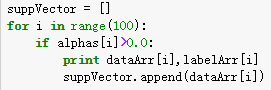 suppVector = []
for i in range(100):
    if alphas[i]>0.0:
        print dataArr[i],labelArr[i]
        suppVector.append(dataArr[i])